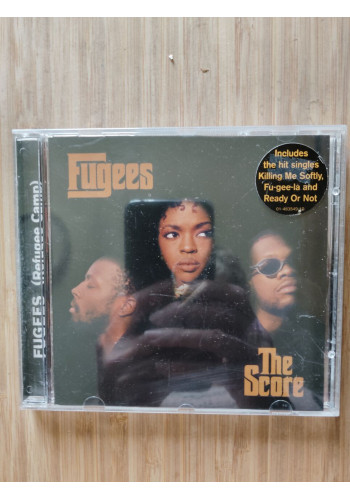 FUGEES (Refugee Camp)
Fugees
Includes
the hit singles
Killing Me Softly,
Fu-gee-la and
Ready Or Not
The
Score